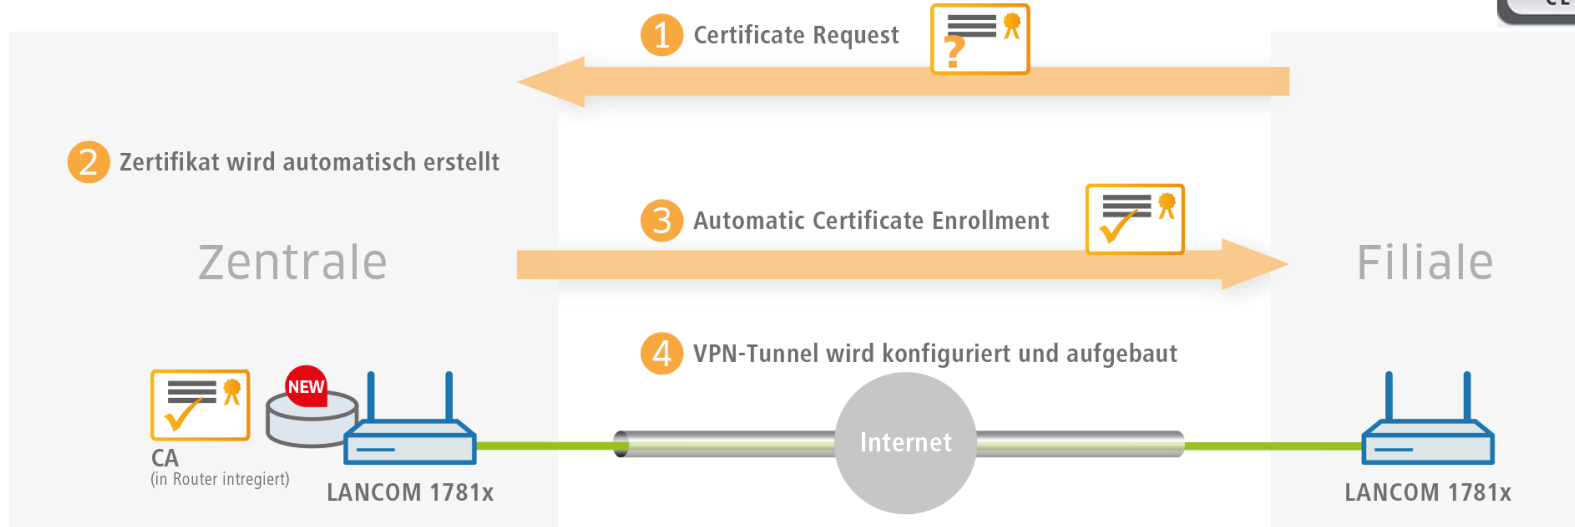 1 Certificate Request
2 Zertifikat wird automatisch erstellt
3 Automatic Certificate Enrollment
Zentrale
Filiale
4 VPN-Tunnel wird konfiguriert und aufgebaut
NEW
Internet
CA
(in Router intregiert)
LANCOM 1781x
LANCOM 1781x